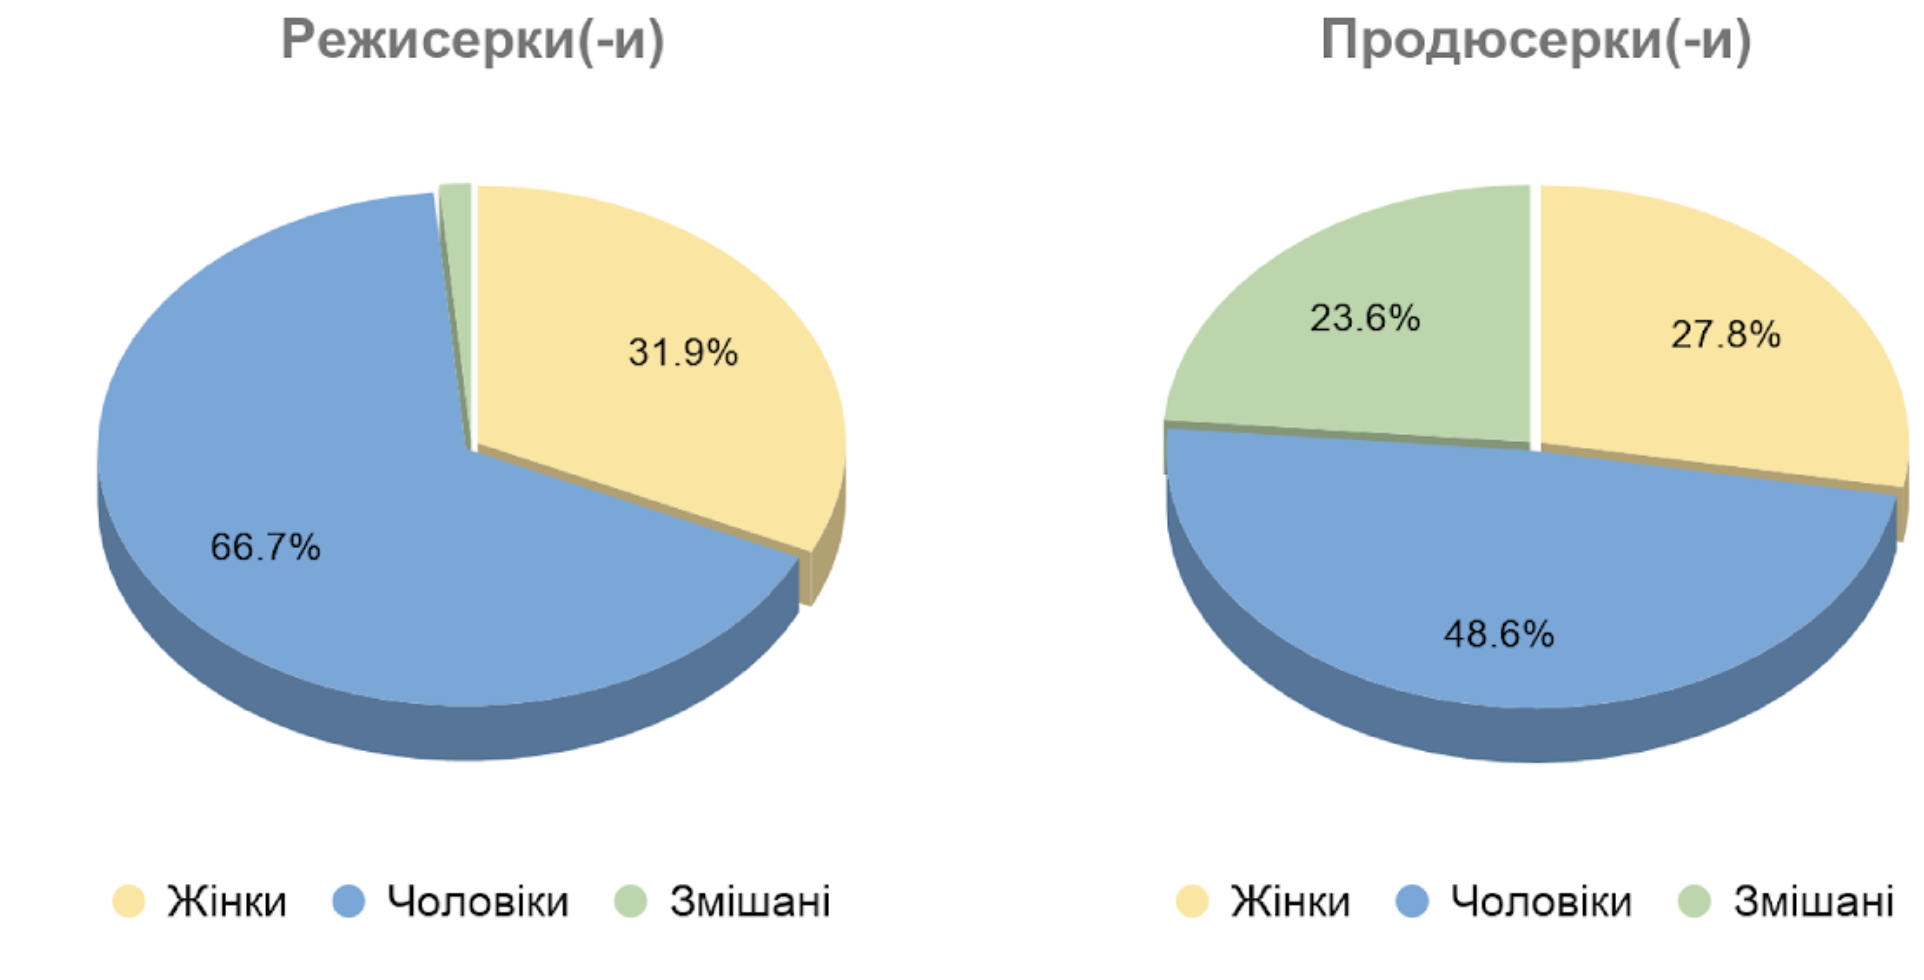 Режисерки(-и)
31.9%
66.7%
Жінки Чоловіки Змішані
Продюсерки(-и)
23.6%
27.8%
48.6%
Жінки Чоловіки Змішані